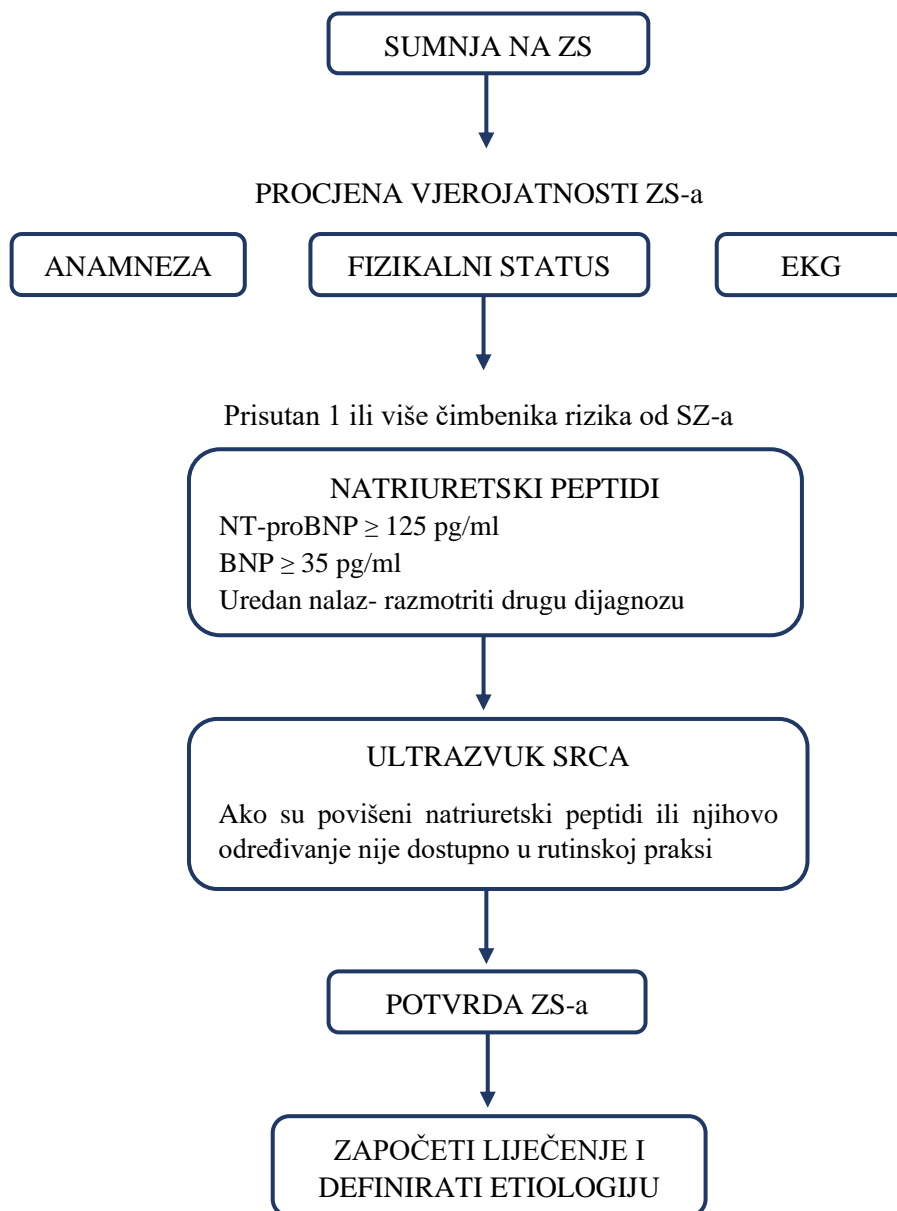 SUMNJA NA ZS
PROCJENA VJEROJATNOSTI ZS-a
ANAMNEZA
FIZIKALNI STATUS
EKG
Prisutan 1 ili više čimbenika rizika od SZ-a
NATRIURETSKI PEPTIDI
NT-proBNP ≥ 125 pg/ml
BNP ≥ 35 pg/ml
Uredan nalaz- razmotriti drugu dijagnozu
ULTRAZVUK SRCA
Ako su povišeni natriuretski peptidi ili njihovo
određivanje nije dostupno u rutinskoj praksi
POTVRDA ZS-a
ZAPOČETI LIJEČENJE I
DEFINIRATI ETIOLOGIJU